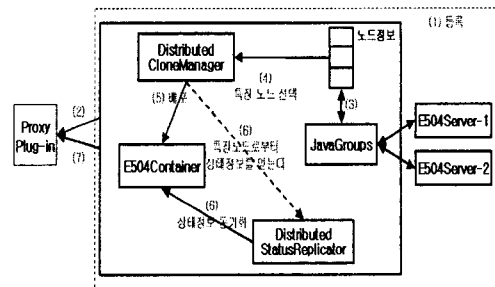 (1) 등록
노드정보
Distributed
CloneManager
(4)
특정 노드 선택
(5) 배포
(2)
(3)
Proxy
Plug-in
(7)
E504Container
(6)
특정노드로부터
상태정보를 얻는다
JavaGroups
E504Server-1
E504Server-2
(6)
상태정보 동기화
Distributed
StatusReplicator